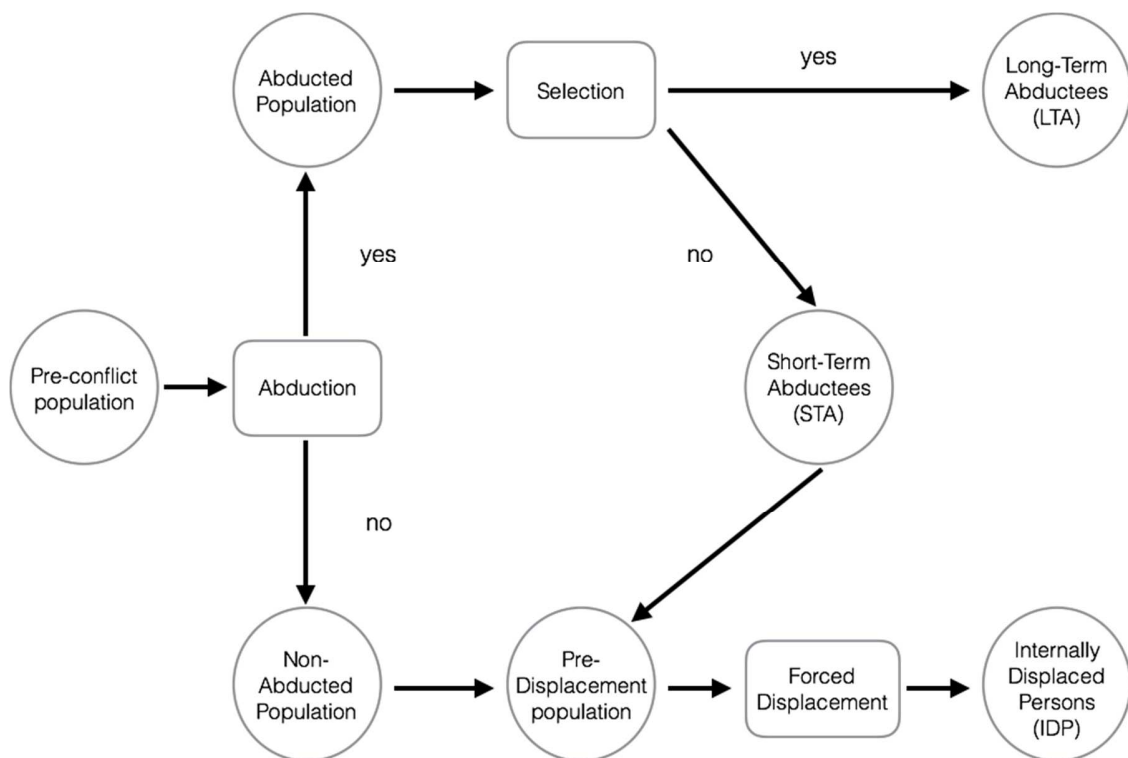 Abducted
Population
Selection
yes
Long-Term
Abductees
(LTA)
yes
no
Pre-conflict
population
Abduction
Short-Term
Abductees
(STA)
no
Non-
Abducted
Population
Pre-
Displacement
population
Forced
Displacement
Internally
Displaced
Persons
(IDP)